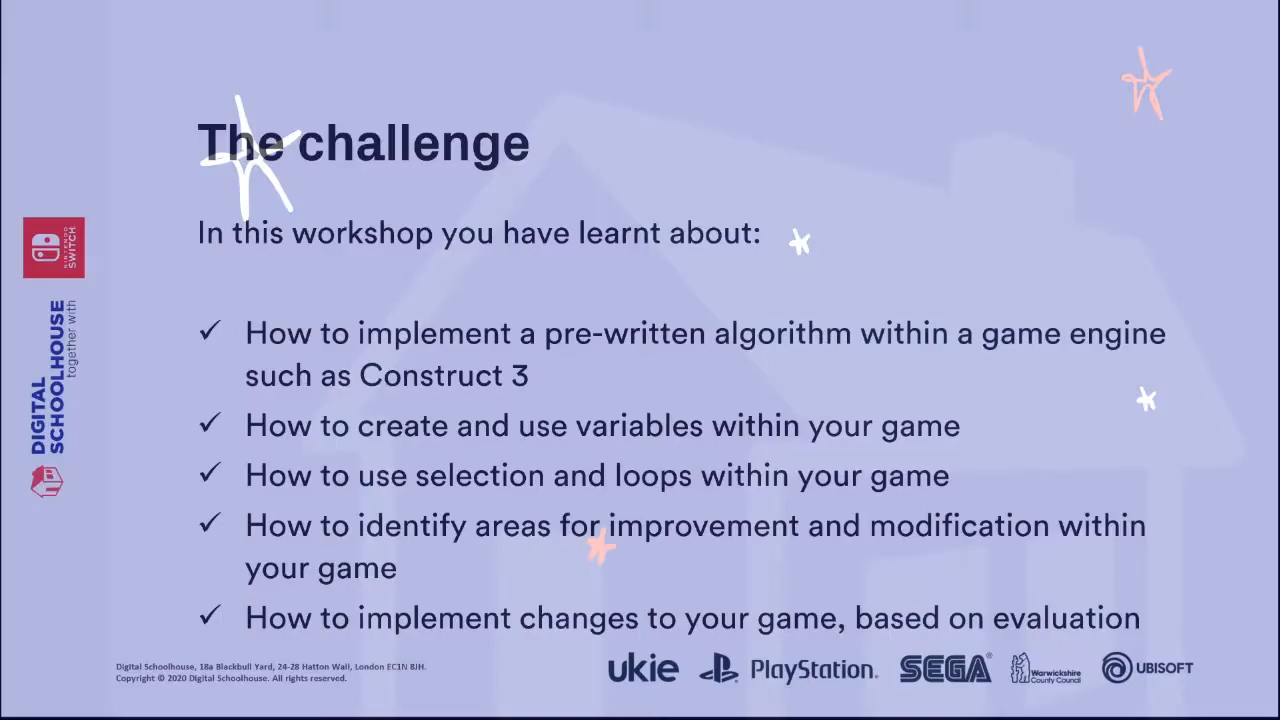 The challenge
In this workshop you have learnt about:
✓ How to implement a pre-written algorithm within a game engine
such as Construct 3
✓ How to create and use variables within your game
✓ How to use selection and loops within your game
✓ How to identify areas for improvement and modification within
your game
✓ How to implement changes to your game, based on evaluation
NINTENDO
SWITCH
DIGITAL
SCHOOLHOUSE
together with
Digital Schoolhouse, 18a Blackbull Yard, 24-28 Hatton Wall, London EC1N 8JH.
Copyright © 2020 Digital Schoolhouse. All rights reserved.
ukie
PlayStation.
SEGA®
Warwickshire
County Council
UBISOFT